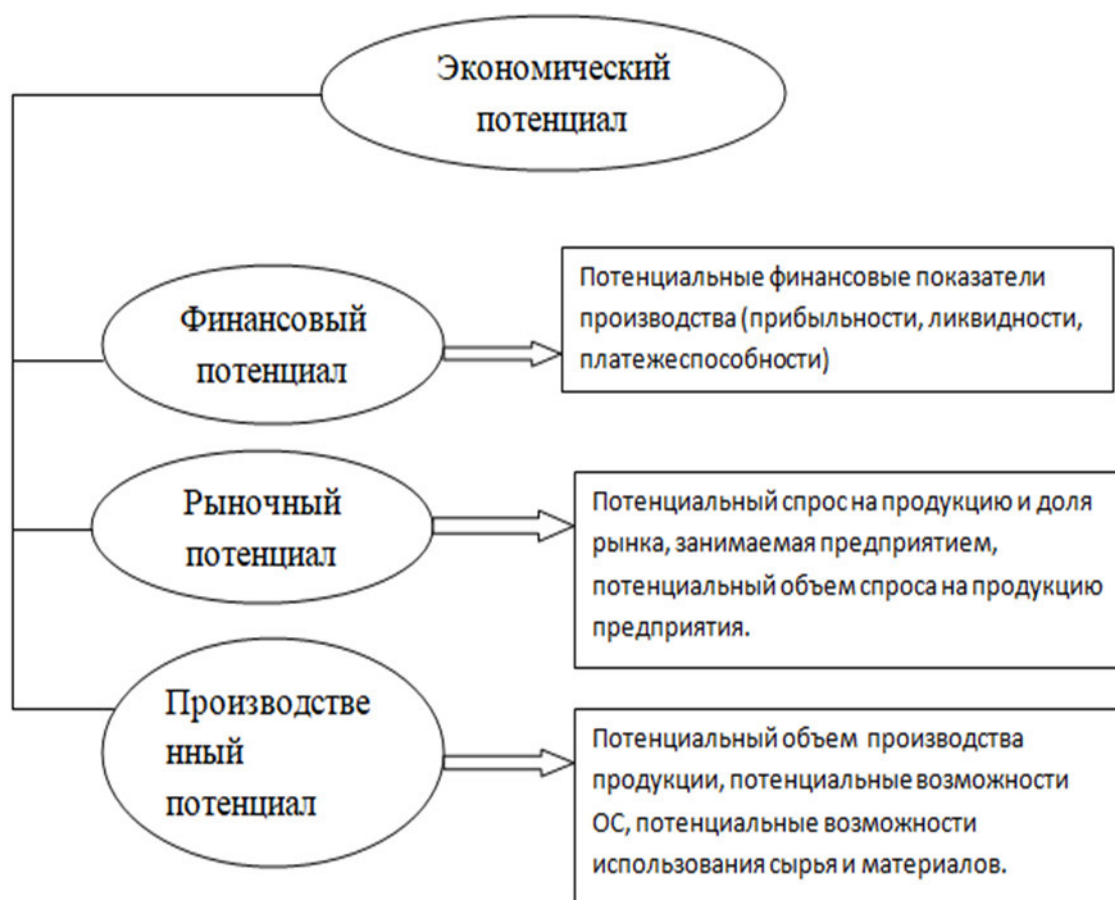 Экономический
потенциал
Финансовый
потенциал
Потенциальные финансовые показатели
производства (прибыльности, ликвидности,
платежеспособности)
Рыночный
потенциал
Потенциальный спрос на продукцию и доля
рынка, занимаемая предприятием,
потенциальный объем спроса на продукцию
предприятия.
Производстве
нный
потенциал
Потенциальный объем производства
продукции, потенциальные возможности
ОС, потенциальные возможности
использования сырья и материалов.